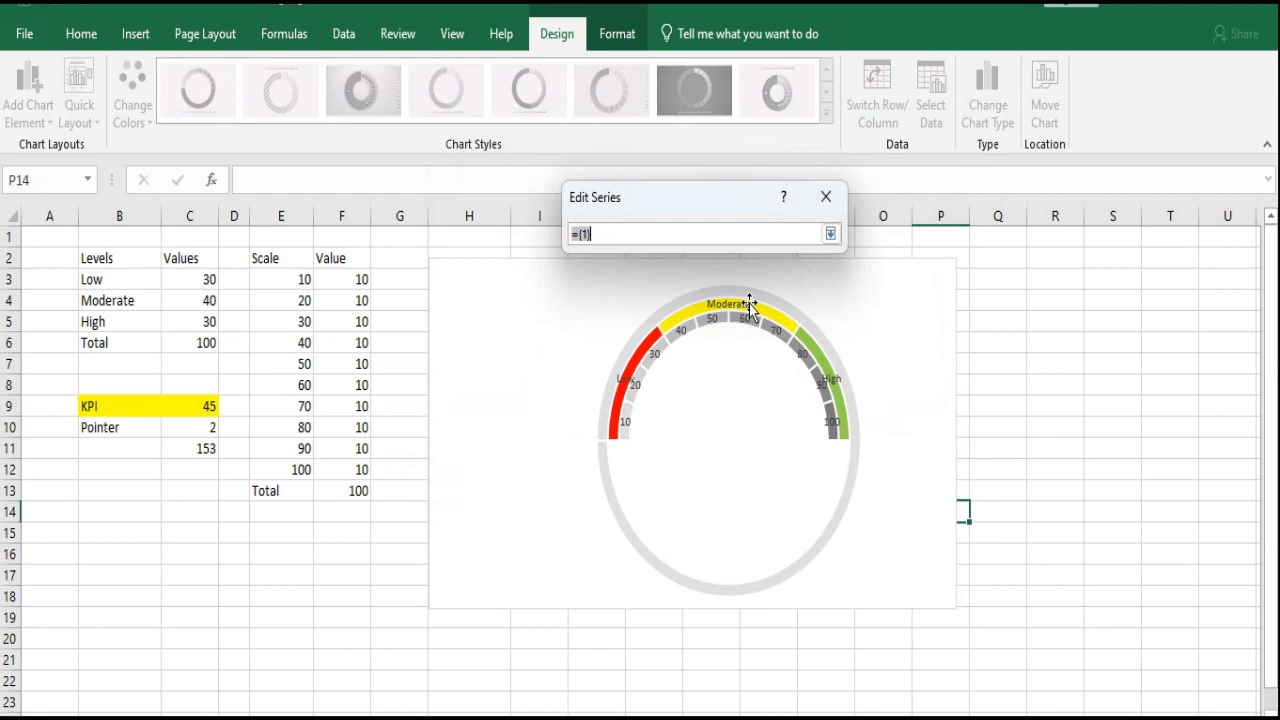 File Home Insert Page Layout Formulas Data Review View Help Design Format Tell me what you want to do Share
Add Chart Element Quick Layout Change Colors Switch Row/ Column Select Data Change Chart Type Move Chart
Chart Layouts Chart Styles Data Type Location
P14 fx
Edit Series ?
={1}
A B C D E F G H I O P Q R S T U
1
2 Levels Values Scale Value
3 Low 30 10 10
4 Moderate 40 20 10
5 High 30 30 10
6 Total 100 40 10
7 50 10
8 60 10
9 KPI 45 70 10
10 Pointer 2 80 10
11 153 90 10
12 100 10
13 Total 100
14
15
16
17
18
19
20
21
22
23
Moderate
40 50 60 70
30 80
Low 20 90 High
10 100